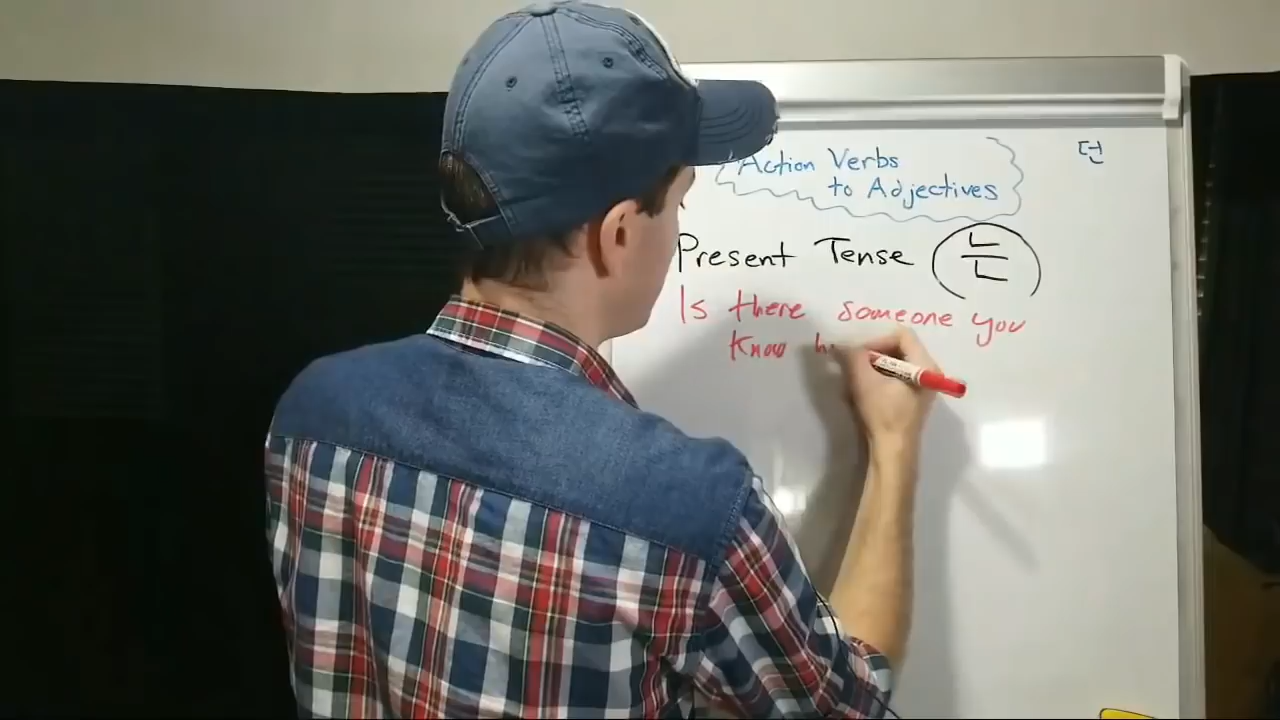 Action Verbs
to Adjectives
던
Present Tense 는
Is there someone you
know h